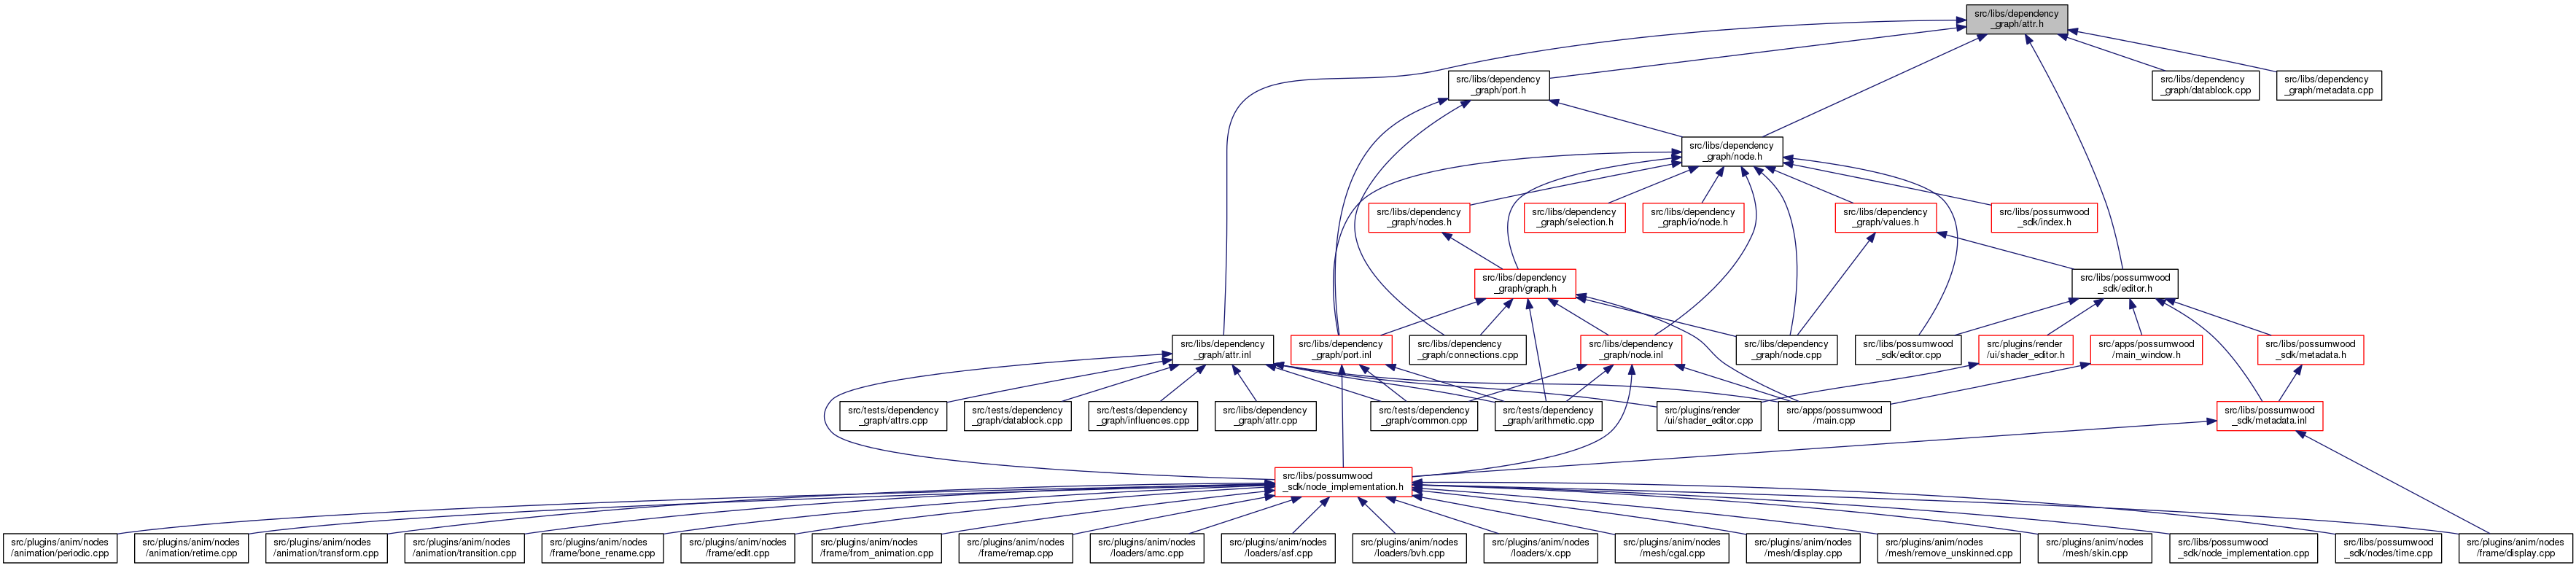 src/libs/dependency
_graph/attr.h
src/libs/dependency
_graph/port.h
src/libs/dependency
_graph/datablock.cpp
src/libs/dependency
_graph/metadata.cpp
src/libs/dependency
_graph/node.h
src/libs/dependency
_graph/nodes.h
src/libs/dependency
_graph/selection.h
src/libs/dependency
_graph/io/node.h
src/libs/dependency
_graph/values.h
src/libs/possumwood
_sdk/index.h
src/libs/dependency
_graph/graph.h
src/libs/possumwood
_sdk/editor.h
src/libs/dependency
_graph/attr.inl
src/libs/dependency
_graph/port.inl
src/libs/dependency
_graph/connections.cpp
src/libs/dependency
_graph/node.inl
src/libs/dependency
_graph/node.cpp
src/libs/possumwood
_sdk/editor.cpp
src/plugins/render
/ui/shader_editor.h
src/apps/possumwood
/main_window.h
src/libs/possumwood
_sdk/metadata.h
src/tests/dependency
_graph/attrs.cpp
src/tests/dependency
_graph/datablock.cpp
src/tests/dependency
_graph/influences.cpp
src/libs/dependency
_graph/attr.cpp
src/tests/dependency
_graph/common.cpp
src/tests/dependency
_graph/arithmetic.cpp
src/plugins/render
/ui/shader_editor.cpp
src/apps/possumwood
/main.cpp
src/libs/possumwood
_sdk/metadata.inl
src/libs/possumwood
_sdk/node_implementation.h
src/plugins/anim/nodes
/animation/periodic.cpp
src/plugins/anim/nodes
/animation/retime.cpp
src/plugins/anim/nodes
/animation/transform.cpp
src/plugins/anim/nodes
/animation/transition.cpp
src/plugins/anim/nodes
/frame/bone_rename.cpp
src/plugins/anim/nodes
/frame/edit.cpp
src/plugins/anim/nodes
/frame/from_animation.cpp
src/plugins/anim/nodes
/frame/remap.cpp
src/plugins/anim/nodes
/loaders/amc.cpp
src/plugins/anim/nodes
/loaders/asf.cpp
src/plugins/anim/nodes
/loaders/bvh.cpp
src/plugins/anim/nodes
/loaders/x.cpp
src/plugins/anim/nodes
/mesh/cgal.cpp
src/plugins/anim/nodes
/mesh/display.cpp
src/plugins/anim/nodes
/mesh/remove_unskinned.cpp
src/plugins/anim/nodes
/mesh/skin.cpp
src/libs/possumwood
_sdk/node_implementation.cpp
src/libs/possumwood
_sdk/nodes/time.cpp
src/plugins/anim/nodes
/frame/display.cpp